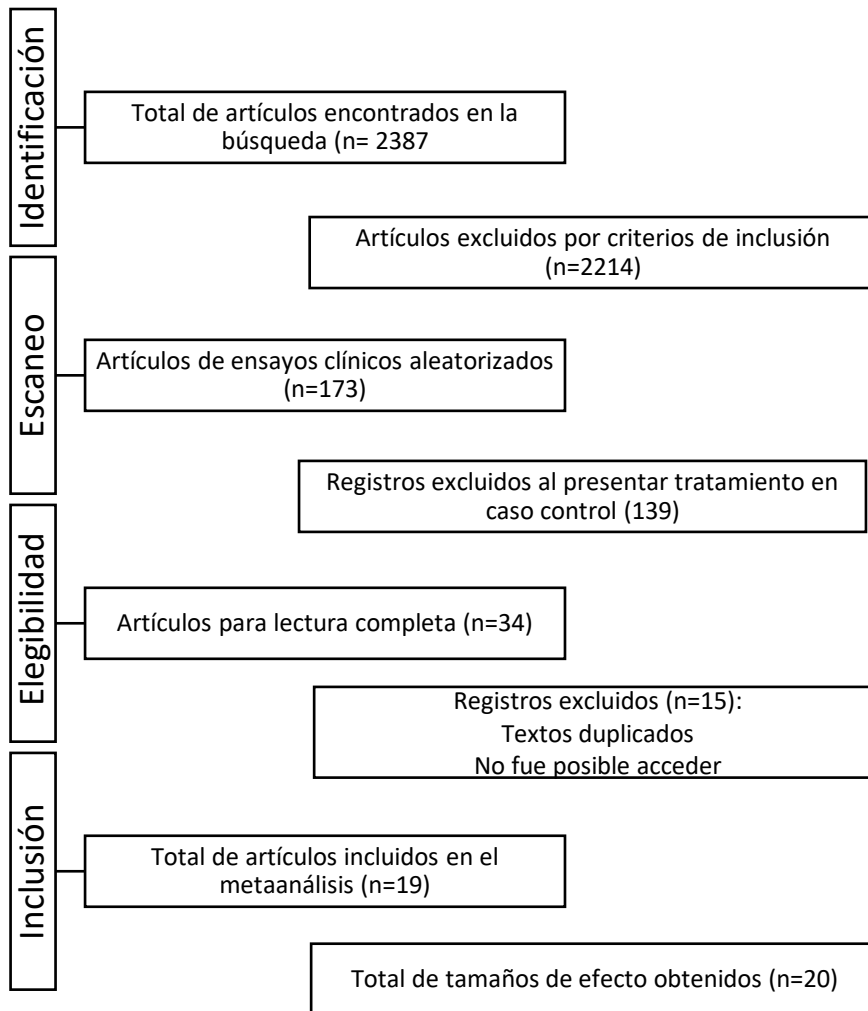 Identificación
Total de artículos encontrados en la
búsqueda (n= 2387
Artículos excluidos por criterios de inclusión
(n=2214)
Escaneo
Artículos de ensayos clínicos aleatorizados
(n=173)
Registros excluidos al presentar tratamiento en
caso control (139)
Elegibilidad
Artículos para lectura completa (n=34)
Registros excluidos (n=15):
Textos duplicados
No fue posible acceder
Inclusión
Total de artículos incluidos en el
metaanálisis (n=19)
Total de tamaños de efecto obtenidos (n=20)